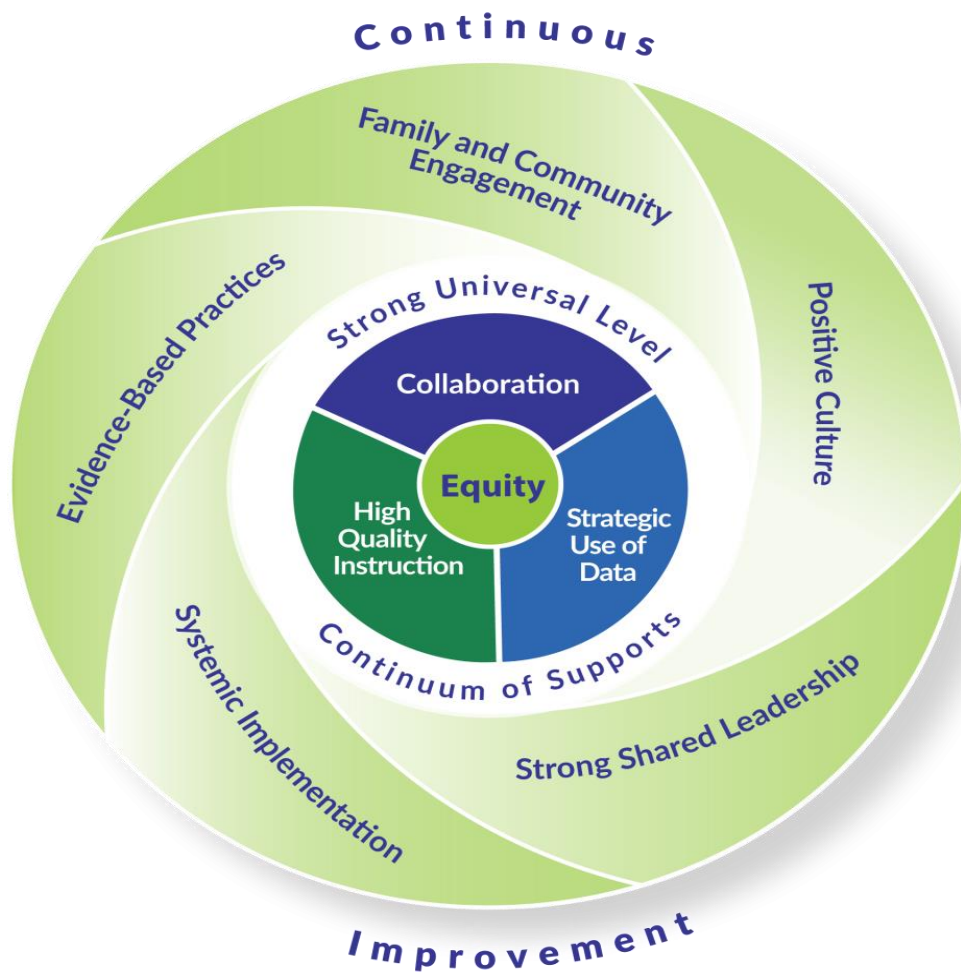 Continuous
Family and Community
Engagement
Positive Culture
Evidence-Based Practices
Strong Universal Level
Collaboration
Equity
High
Quality
Instruction
Strategic
Use of
Data
Continuum of Supports
Systemic Implementation
Strong Shared Leadership
Improvement